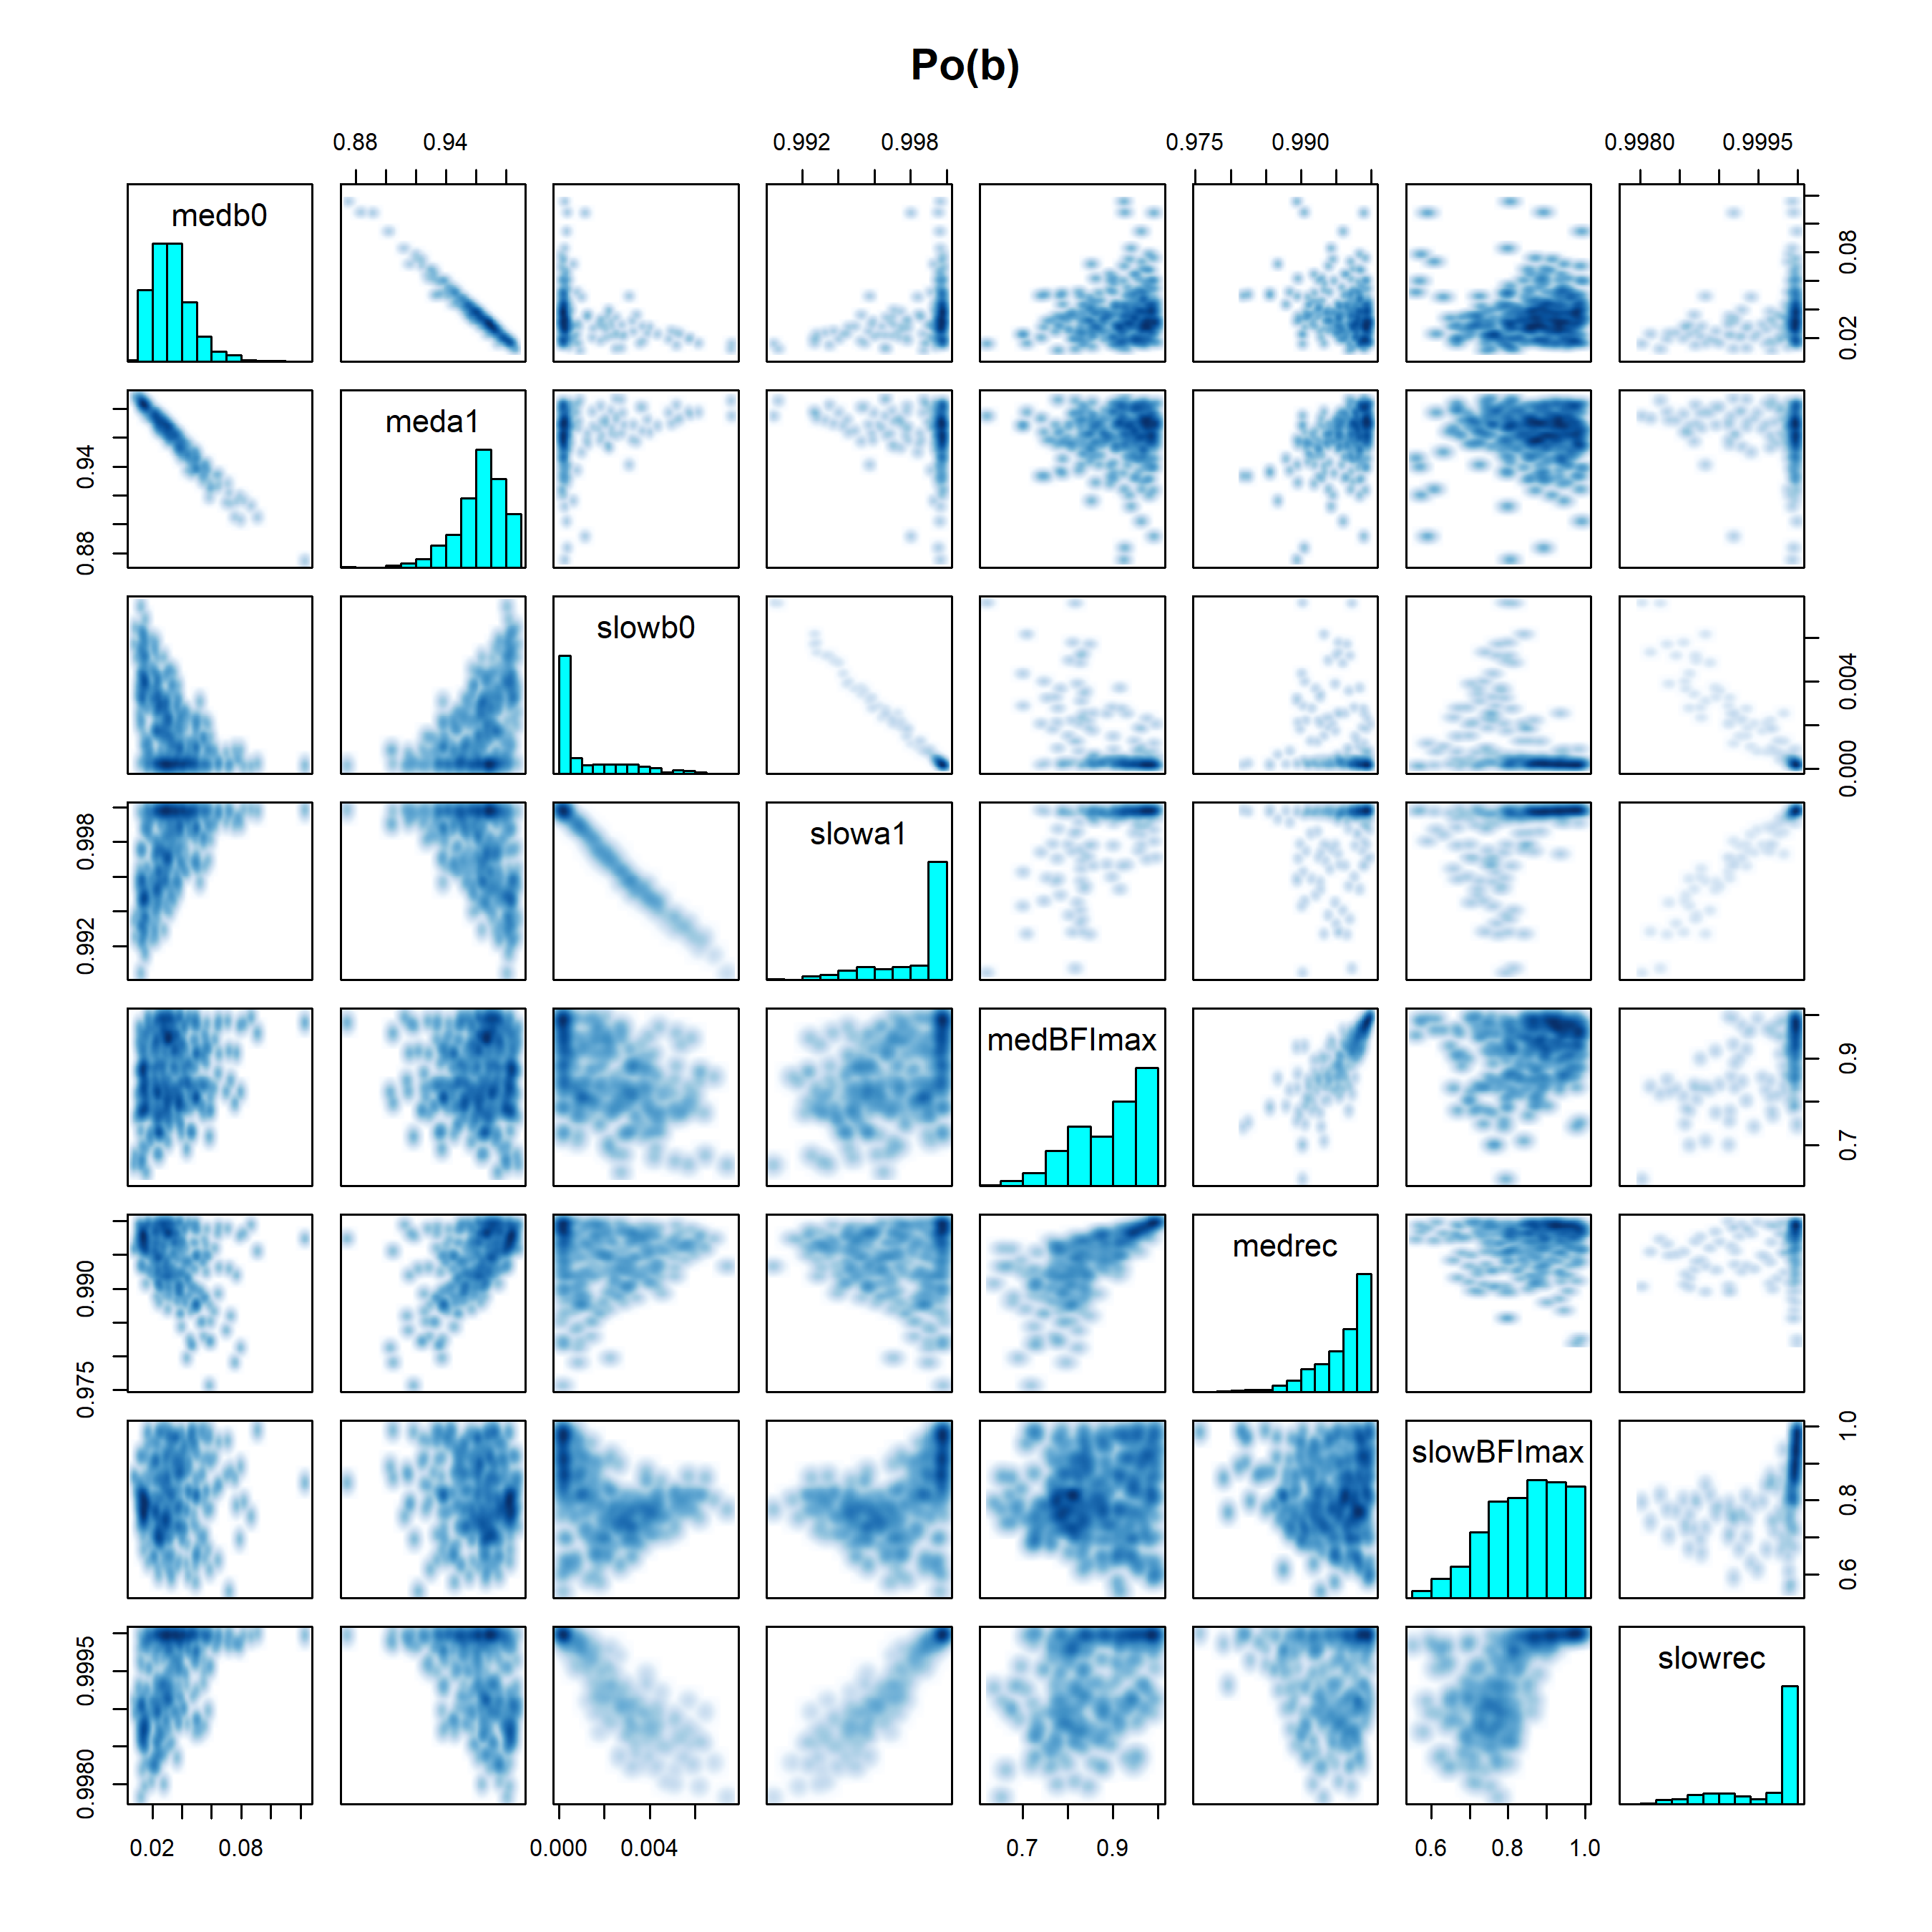 Po(b)
0.88 0.94 0.992 0.998 0.975 0.990 0.9980 0.9995
medb0
0.08
0.02
meda1
0.94
0.88
slowb0
0.004
0.000
slowa1
0.998
0.992
medBFImax
0.9
0.7
medrec
0.990
0.975
slowBFImax
1.0
0.8
0.6
slowrec
0.9995
0.9980
0.02 0.08 0.000 0.004 0.7 0.9 0.6 0.8 1.0